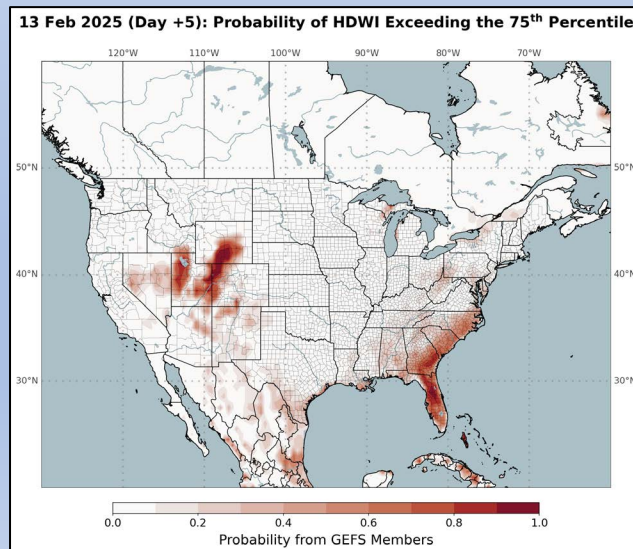 13 Feb 2025 (Day +5): Probability of HDWI Exceeding the 75th Percentile
120°W 110°W 100°W 90°W 80°W 70°W
50°N 50°N
40°N 40°N
30°N 30°N
0.0 0.2 0.4 0.6 0.8 1.0
Probability from GEFS Members